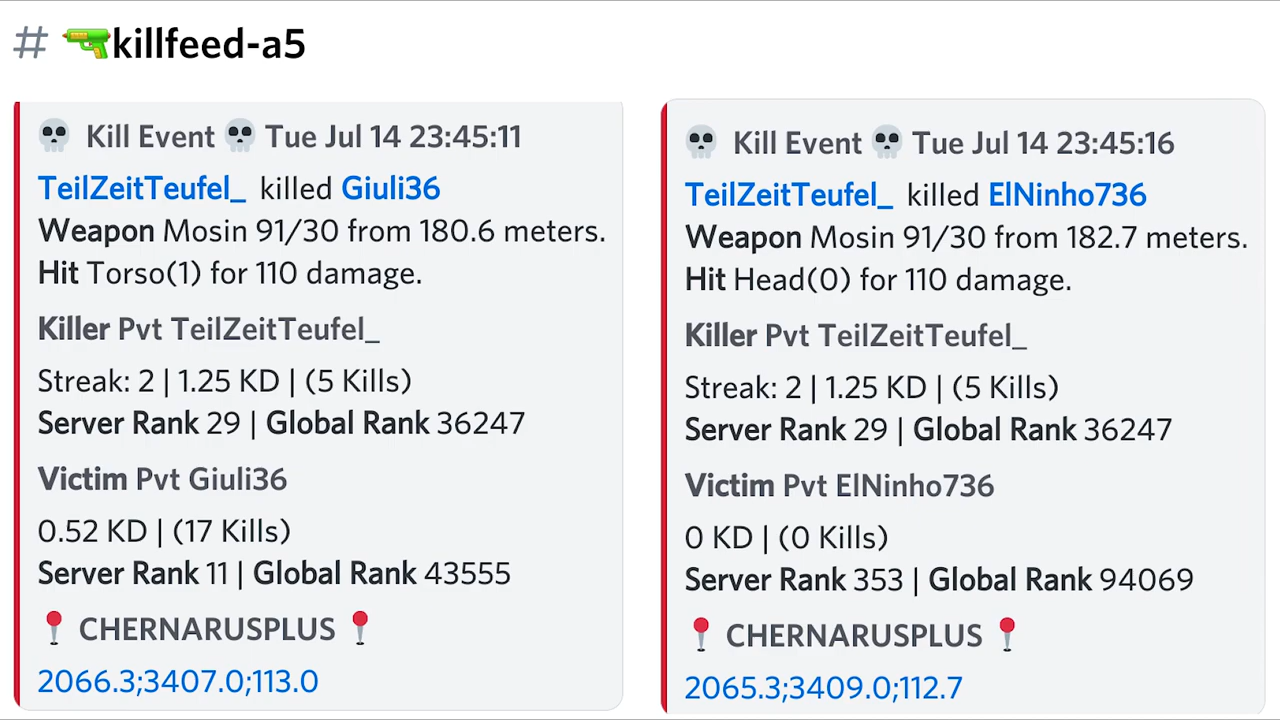 # 🔫killfeed-a5
💀 Kill Event 💀 Tue Jul 14 23:45:11
TeilZeitTeufel_ killed Giuli36
Weapon Mosin 91/30 from 180.6 meters.
Hit Torso(1) for 110 damage.
Killer Pvt TeilZeitTeufel_
Streak: 2 | 1.25 KD | (5 Kills)
Server Rank 29 | Global Rank 36247
Victim Pvt Giuli36
0.52 KD | (17 Kills)
Server Rank 11 | Global Rank 43555
📍 CHERNARUSPLUS 📍
2066.3;3407.0;113.0
💀 Kill Event 💀 Tue Jul 14 23:45:16
TeilZeitTeufel_ killed ElNinho736
Weapon Mosin 91/30 from 182.7 meters.
Hit Head(0) for 110 damage.
Killer Pvt TeilZeitTeufel_
Streak: 2 | 1.25 KD | (5 Kills)
Server Rank 29 | Global Rank 36247
Victim Pvt ElNinho736
0 KD | (0 Kills)
Server Rank 353 | Global Rank 94069
📍 CHERNARUSPLUS 📍
2065.3;3409.0;112.7